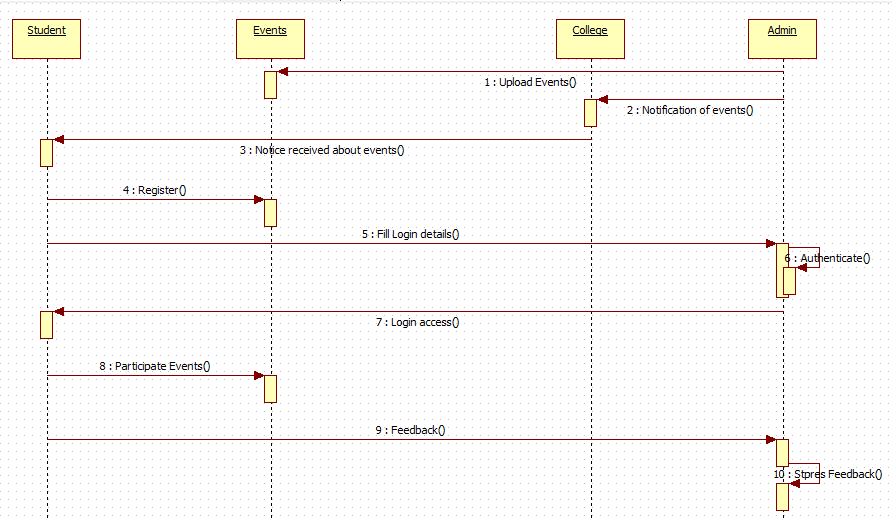 Student
Events
College
Admin
1 : Upload Events()
2 : Notification of events()
3 : Notice received about events()
4 : Register()
5 : Fill Login details()
6 : Authenticate()
7 : Login access()
8 : Participate Events()
9 : Feedback()
10 : Stpres Feedback()